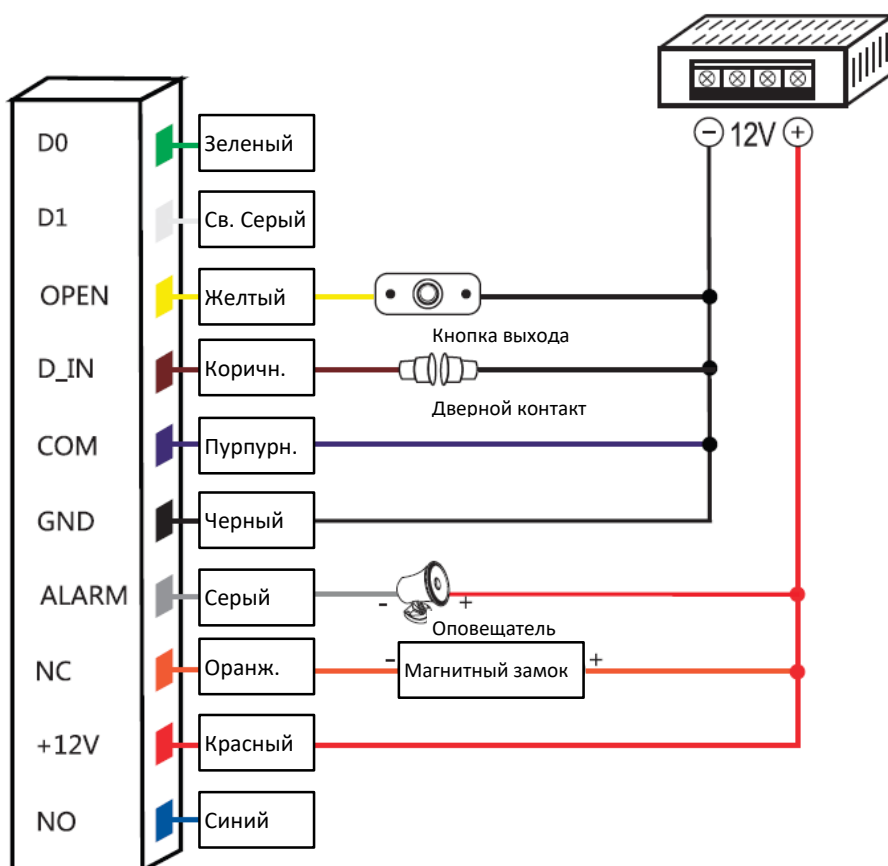 − 12V +
D0 Зеленый
D1 Св. Серый
OPEN Желтый
Кнопка выхода
D_IN Коричн.
Дверной контакт
COM Пурпурн.
GND Черный
ALARM Серый - +
Оповещатель
NC Оранж. - Магнитный замок +
+12V Красный
NO Синий